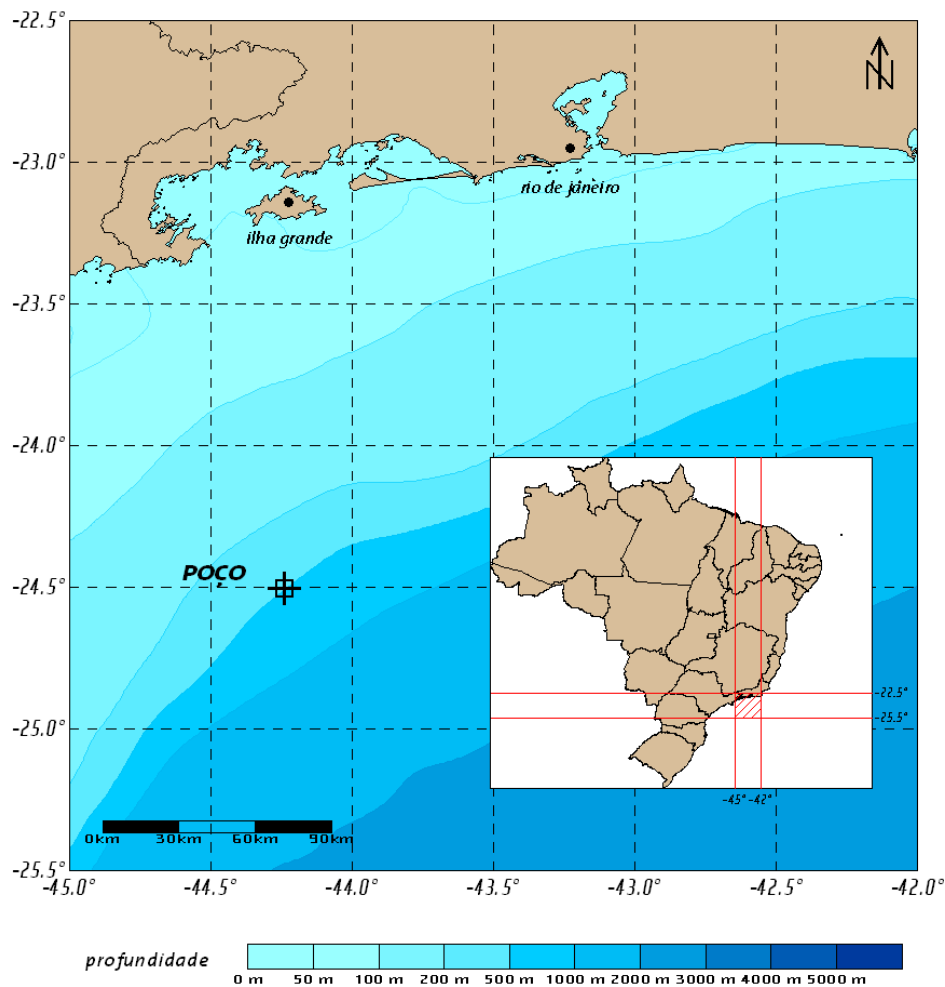 -22.5°
N
-23.0°
rio de janeiro
ilha grande
-23.5°
-24.0°
POÇO
-24.5°
-22.5°
-25.5°
-25.0°
-45° -42°
0km 30km 60km 90km
-25.5°
-45.0° -44.5° -44.0° -43.5° -43.0° -42.5° -42.0°
profundidade
0 m 50 m 100 m 200 m 500 m 1000 m 2000 m 3000 m 4000 m 5000 m